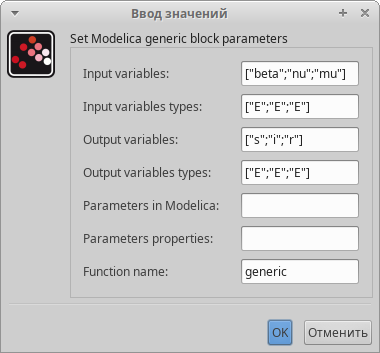 Ввод значений
Set Modelica generic block parameters
Input variables: ["beta";"nu";"mu"]
Input variables types: ["E";"E";"E"]
Output variables: ["s";"i";"r"]
Output variables types: ["E";"E";"E"]
Parameters in Modelica:
Parameters properties:
Function name: generic
OK Отменить